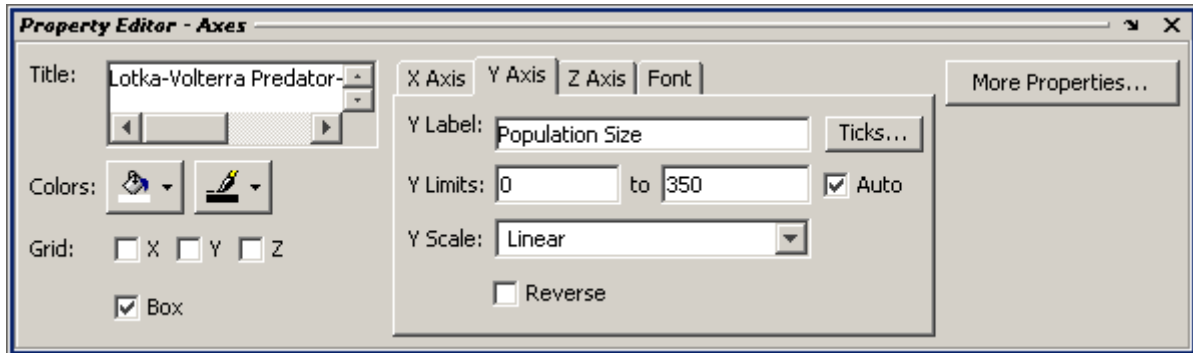 Property Editor - Axes
Title:
Lotka-Volterra Predator-
Colors:
Grid:
X
Y
Z
Box
X Axis
Y Axis
Z Axis
Font
Y Label:
Population Size
Ticks...
Y Limits:
0
to
350
Auto
Y Scale:
Linear
Reverse
More Properties...